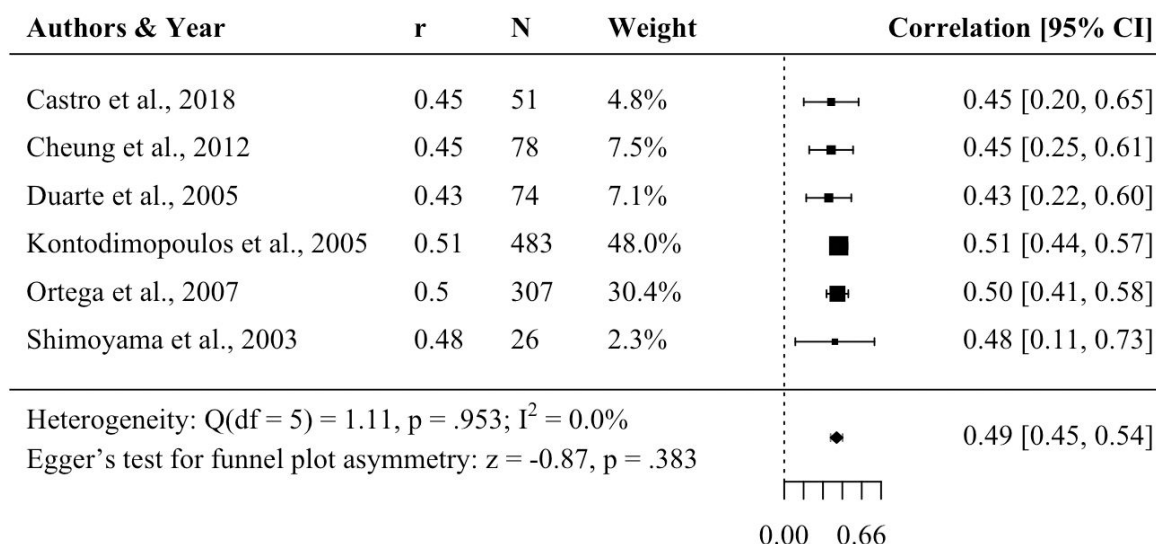 Authors & Year r N Weight Correlation [95% CI]
Castro et al., 2018 0.45 51 4.8% 0.45 [0.20, 0.65]
Cheung et al., 2012 0.45 78 7.5% 0.45 [0.25, 0.61]
Duarte et al., 2005 0.43 74 7.1% 0.43 [0.22, 0.60]
Kontodimopoulos et al., 2005 0.51 483 48.0% 0.51 [0.44, 0.57]
Ortega et al., 2007 0.5 307 30.4% 0.50 [0.41, 0.58]
Shimoyama et al., 2003 0.48 26 2.3% 0.48 [0.11, 0.73]
Heterogeneity: Q(df = 5) = 1.11, p = .953; I² = 0.0%
0.49 [0.45, 0.54]
Egger’s test for funnel plot asymmetry: z = -0.87, p = .383
0.00 0.66